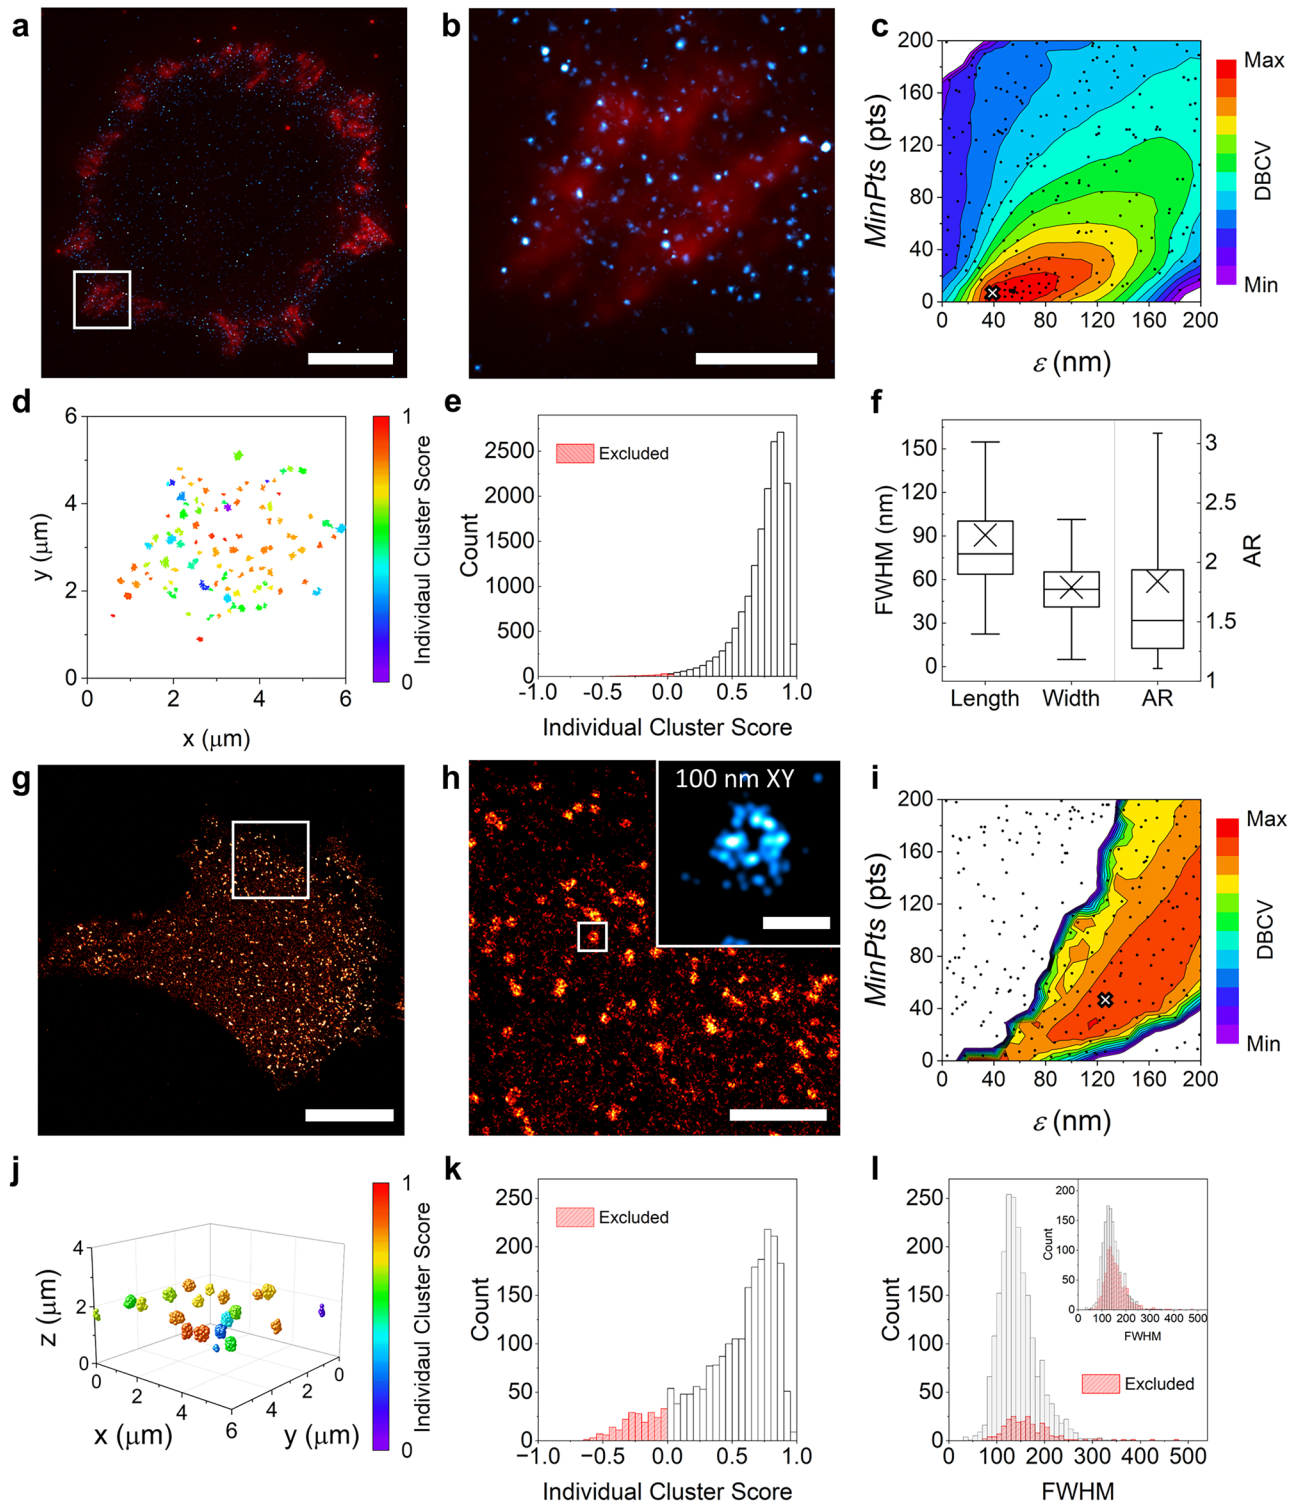 a
b
c
200
160
120
80
40
0
MinPts (pts)
0 40 80 120 160 200
ε (nm)
Max
DBCV
Min
d
6
4
2
0
y (μm)
0 2 4 6
x (μm)
1
Individaul Cluster Score
0
e
2500
2000
1500
1000
500
0
Count
Excluded
-1.0 -0.5 0.0 0.5 1.0
Individual Cluster Score
f
150
120
90
60
30
0
FWHM (nm)
3
2.5
2
1.5
1
AR
Length Width AR
g
h
100 nm XY
i
200
160
120
80
40
0
MinPts (pts)
0 40 80 120 160 200
ε (nm)
Max
DBCV
Min
j
4
2
0
z (μm)
0 2 4 6
x (μm)
2 0
y (μm)
1
Individaul Cluster Score
0
k
250
200
150
100
50
0
Count
Excluded
−1.0 −0.5 0.0 0.5 1.0
Individual Cluster Score
l
250
200
150
100
50
0
Count
200
150
100
50
0
Count
0 100 200 300 400 500
FWHM
Excluded
0 100 200 300 400 500
FWHM